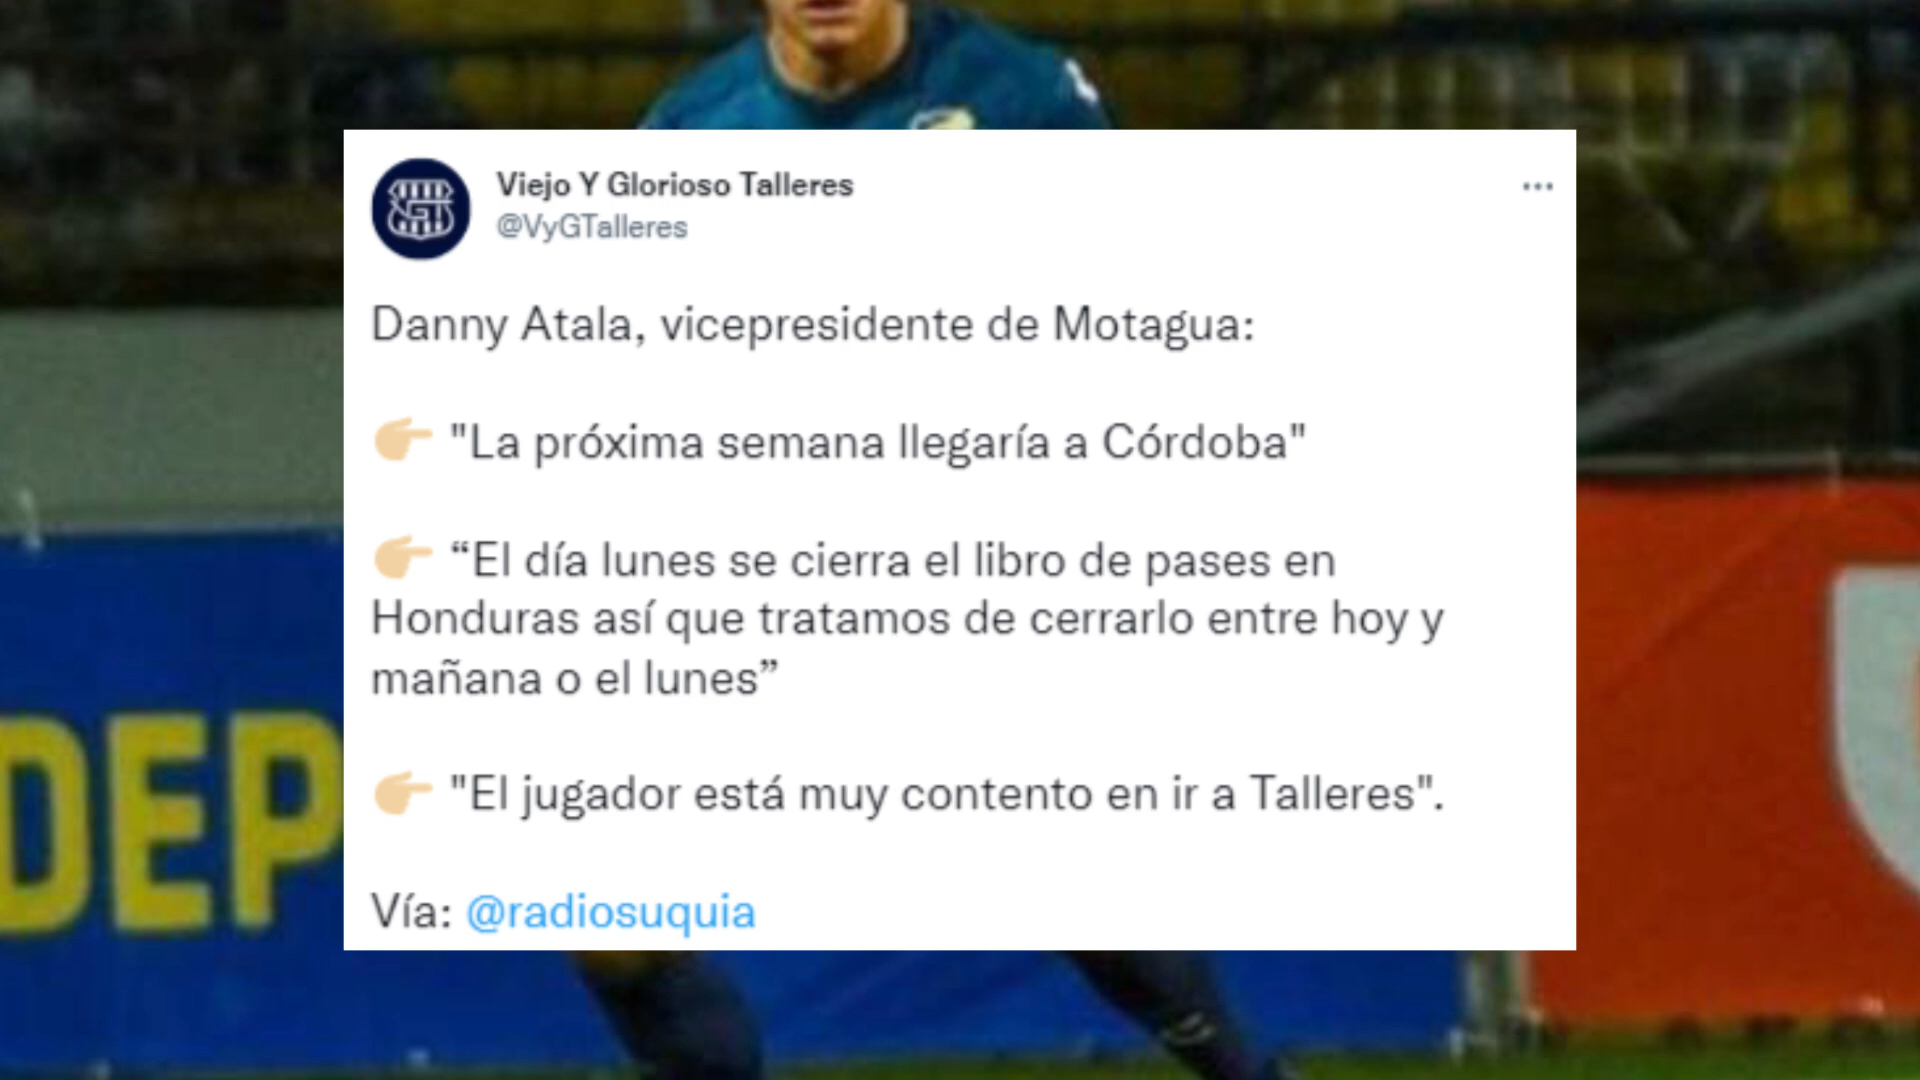 Viejo Y Glorioso Talleres
@VyGTalleres
Danny Atala, vicepresidente de Motagua:
👉🏼 "La próxima semana llegaría a Córdoba"
👉🏼 “El día lunes se cierra el libro de pases en
Honduras así que tratamos de cerrarlo entre hoy y
mañana o el lunes”
👉🏼 "El jugador está muy contento en ir a Talleres".
Vía: @radiosuquia
DEP